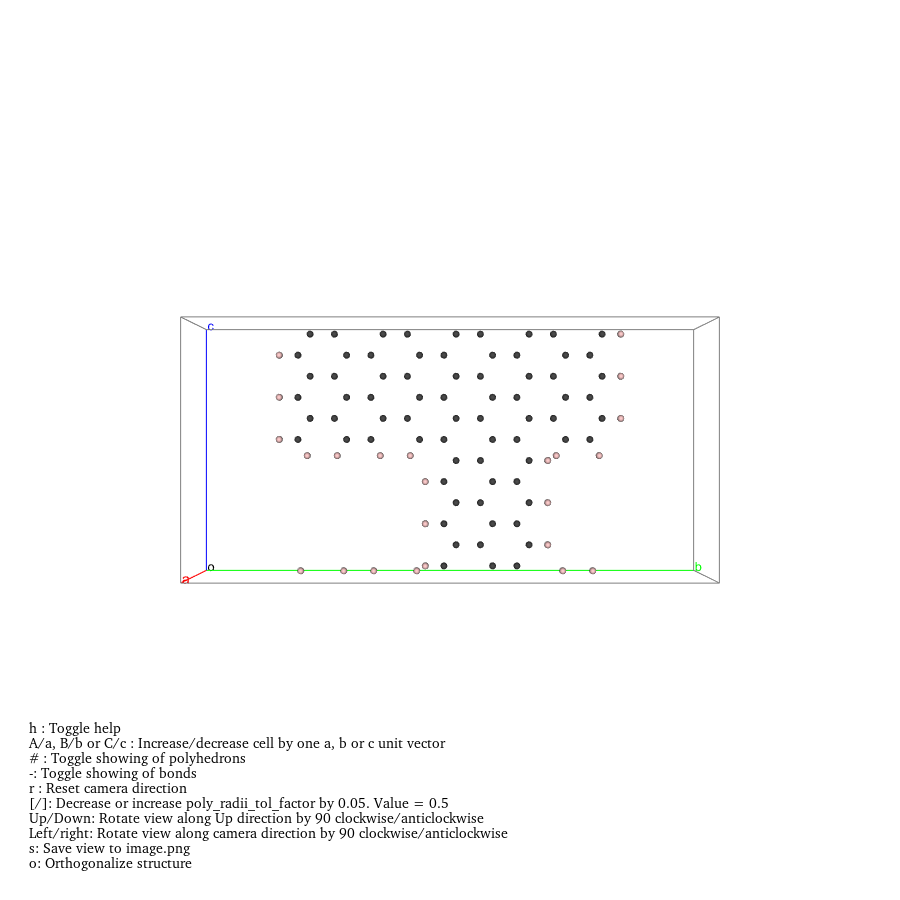 c
o
a
b
h : Toggle help
A/a, B/b or C/c : Increase/decrease cell by one a, b or c unit vector
# : Toggle showing of polyhedrons
-: Toggle showing of bonds
r : Reset camera direction
[/]: Decrease or increase poly_radii_tol_factor by 0.05. Value = 0.5
Up/Down: Rotate view along Up direction by 90 clockwise/anticlockwise
Left/right: Rotate view along camera direction by 90 clockwise/anticlockwise
s: Save view to image.png
o: Orthogonalize structure